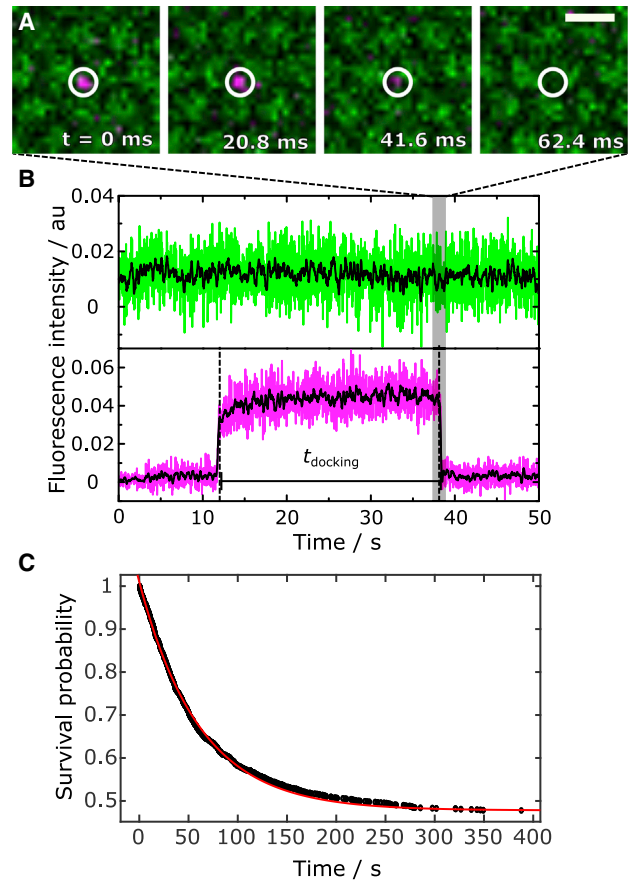 A
t = 0 ms
20.8 ms
41.6 ms
62.4 ms
B
Fluorescence intensity / au
0.04
0.02
0
0.06
0.04
0.02
0
t docking
0 10 20 30 40 50
Time / s
C
Survival probability
1
0.9
0.8
0.7
0.6
0.5
0 50 100 150 200 250 300 350 400
Time / s